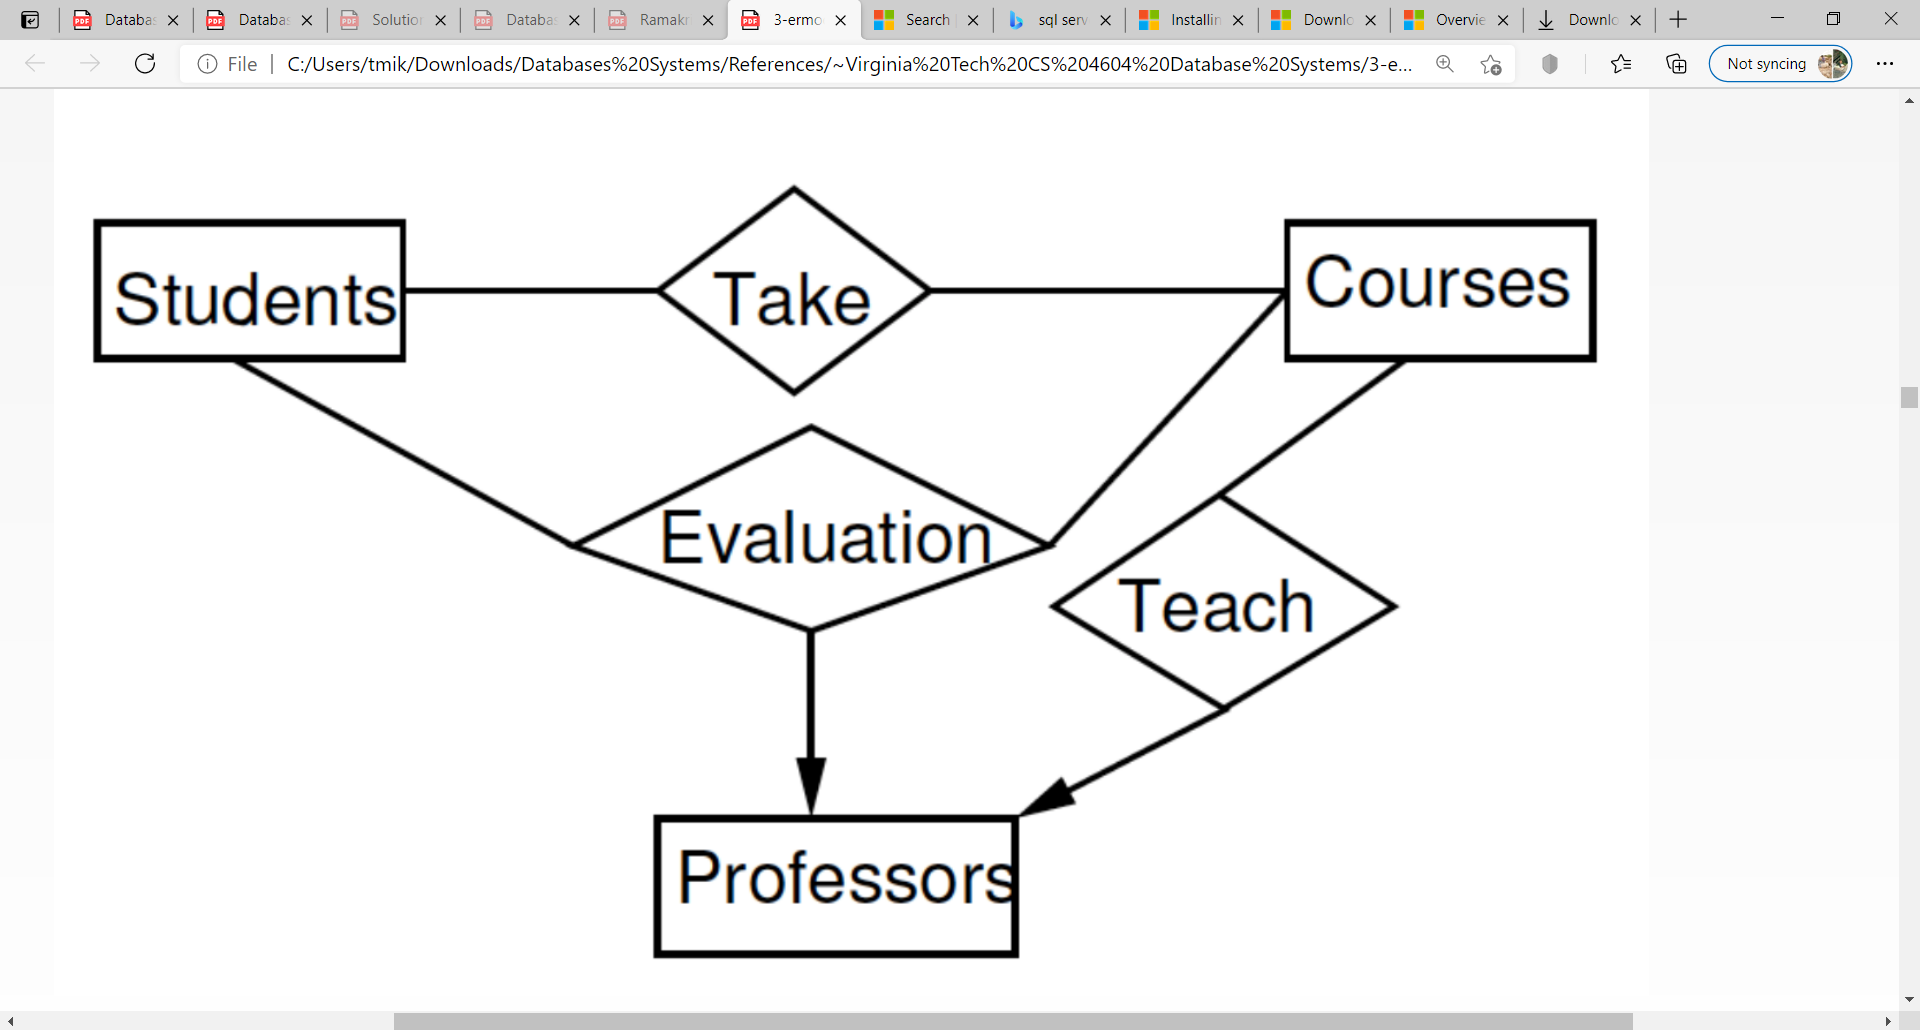 Databa
Databa
Solutio
Databa
Ramak
3-ermo
Search
sql serv
Installin
Downlo
Overvie
Downlo
File
C:/Users/tmik/Downloads/Databases%20Systems/References/~Virginia%20Tech%20CS%204604%20Database%20Systems/3-e...
Not syncing
Students
Take
Courses
Evaluation
Teach
Professors